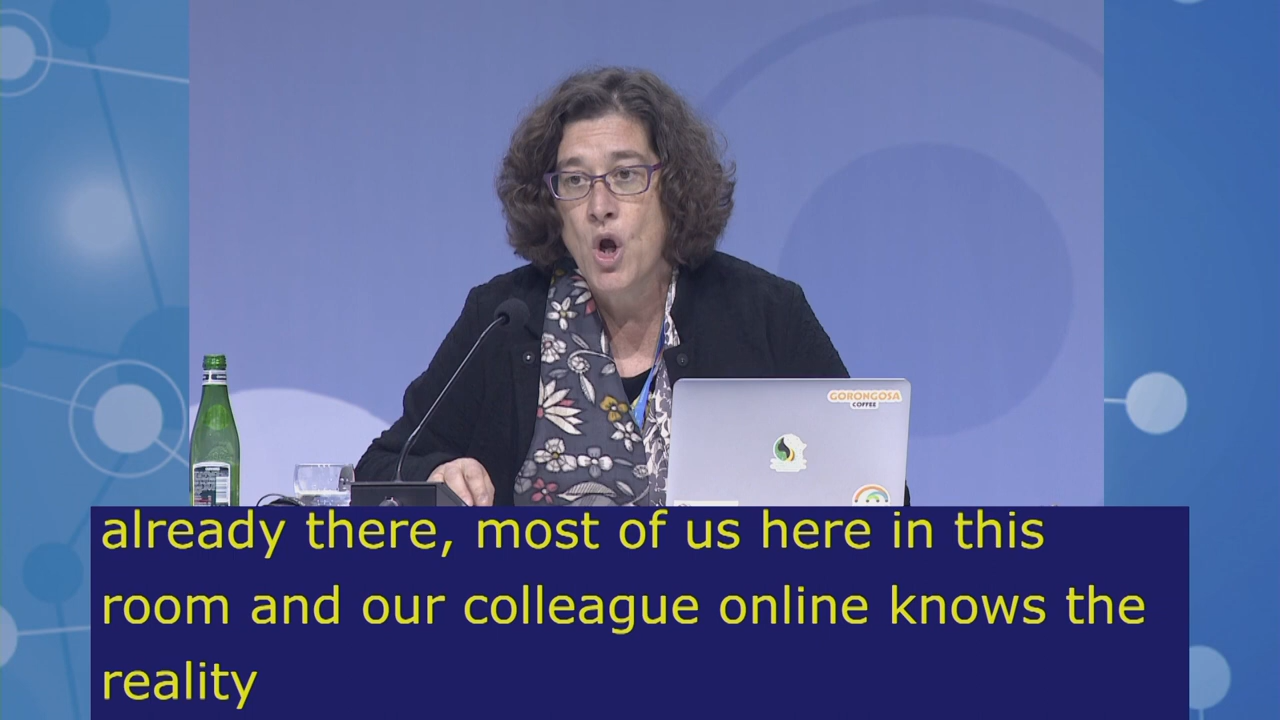 GORONGOSA
COFFEE
already there, most of us here in this
room and our colleague online knows the
reality